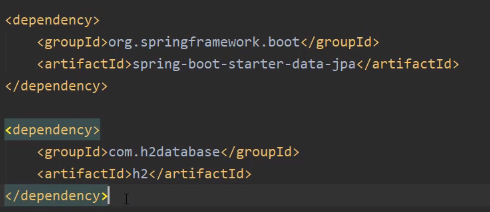 <dependency>
    <groupId>org.springframework.boot</groupId>
    <artifactId>spring-boot-starter-data-jpa</artifactId>
</dependency>
<dependency>
    <groupId>com.h2database</groupId>
    <artifactId>h2</artifactId>
</dependency>